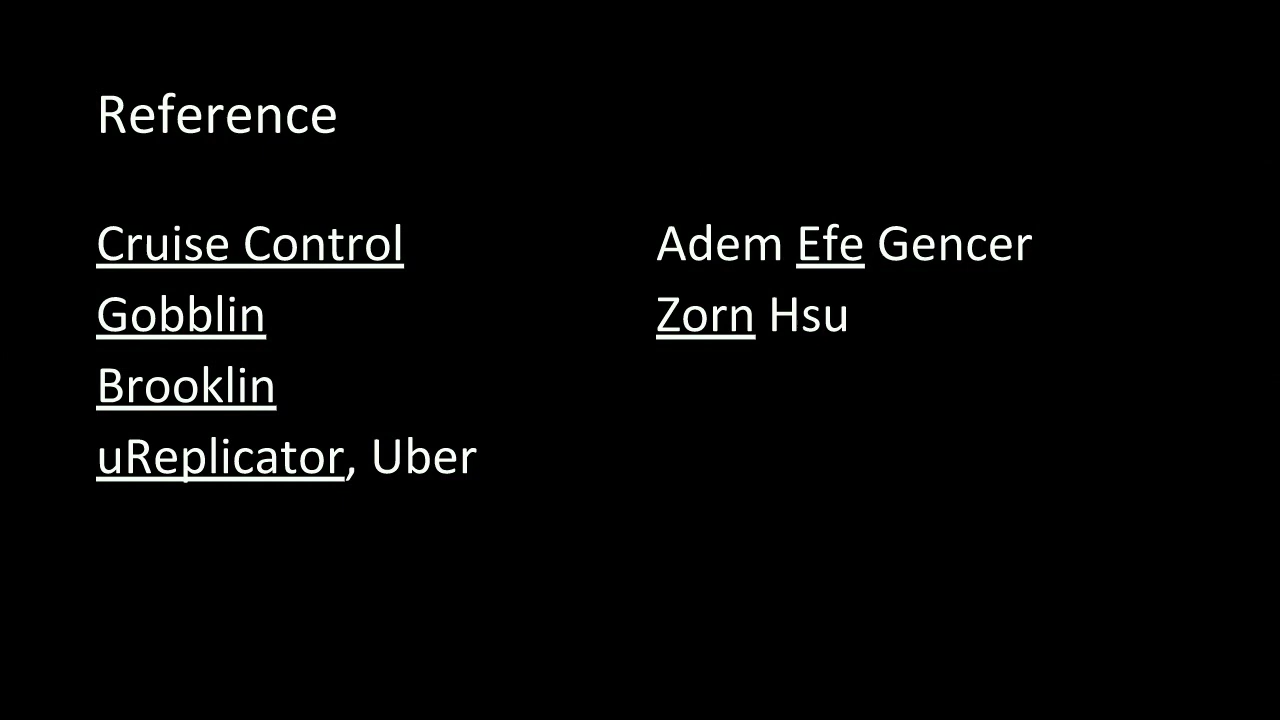 Reference
Cruise Control
Gobblin
Brooklin
uReplicator, Uber
Adem Efe Gencer
Zorn Hsu